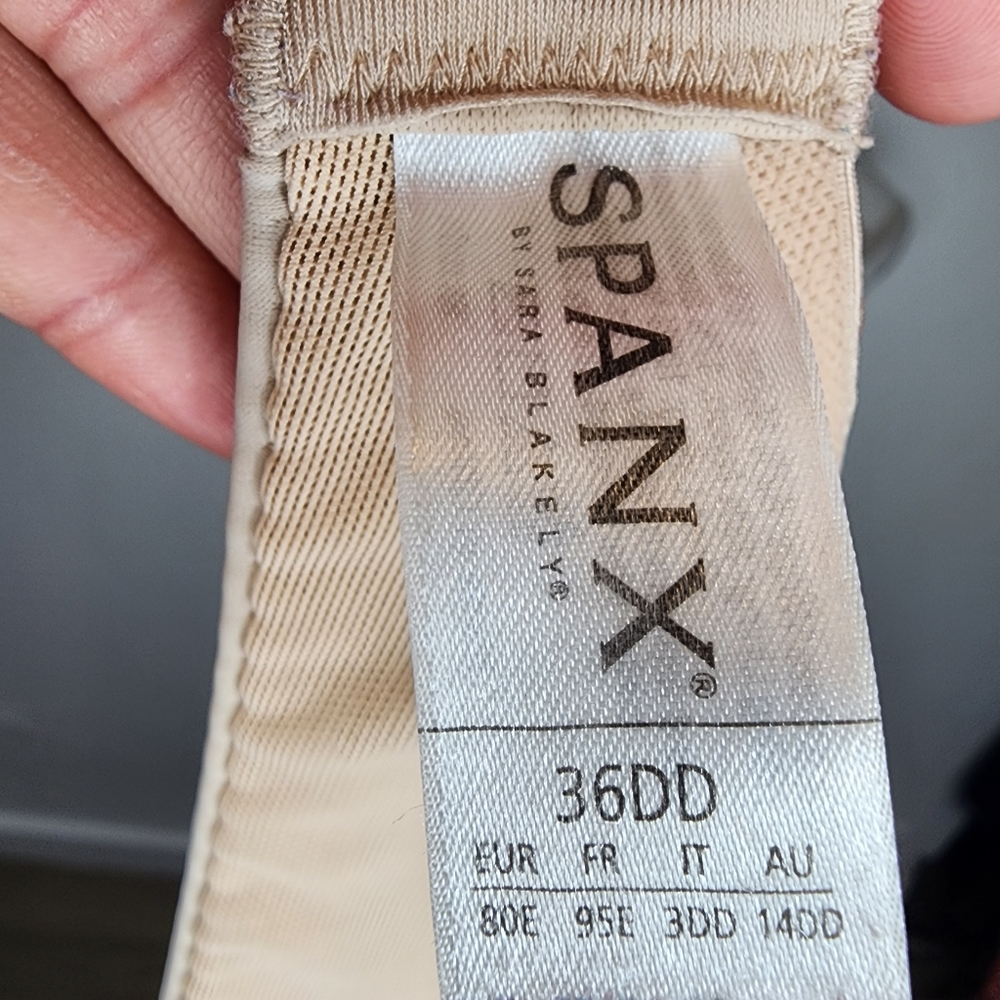 SPANX®
BY SARA BLAKELY®
36DD
EUR FR IT AU
80E 95E 3DD 14DD